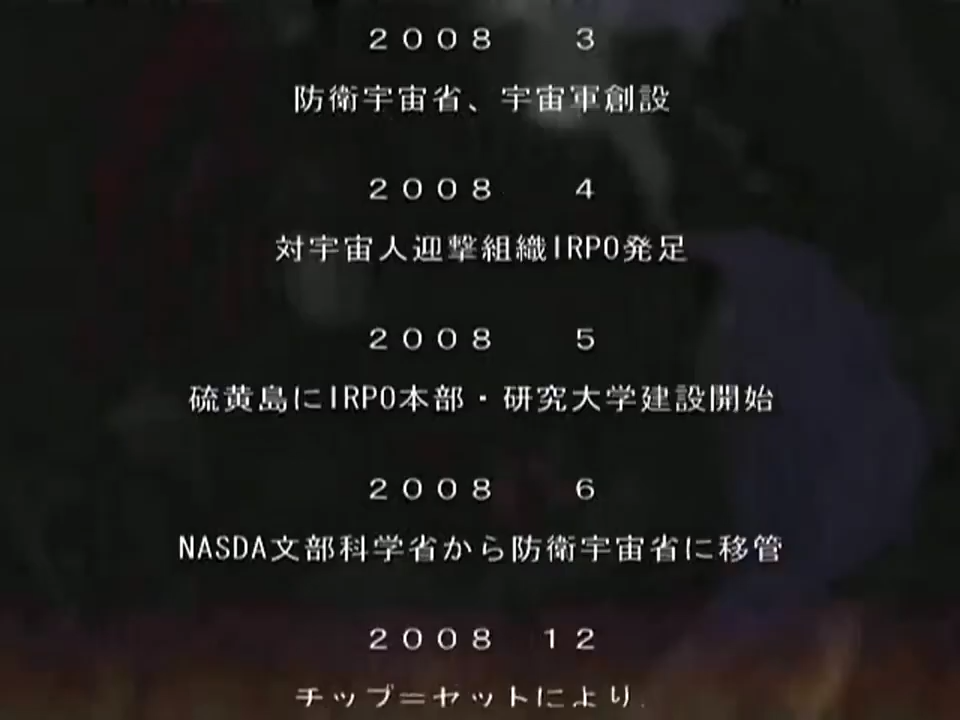 ２００８　　３
防衛宇宙省、宇宙軍創設
２００８　　４
対宇宙人迎撃組織IRPO発足
２００８　　５
硫黄島にIRPO本部・研究大学建設開始
２００８　　６
NASDA文部科学省から防衛宇宙省に移管
２００８　１２
チップ＝セットにより